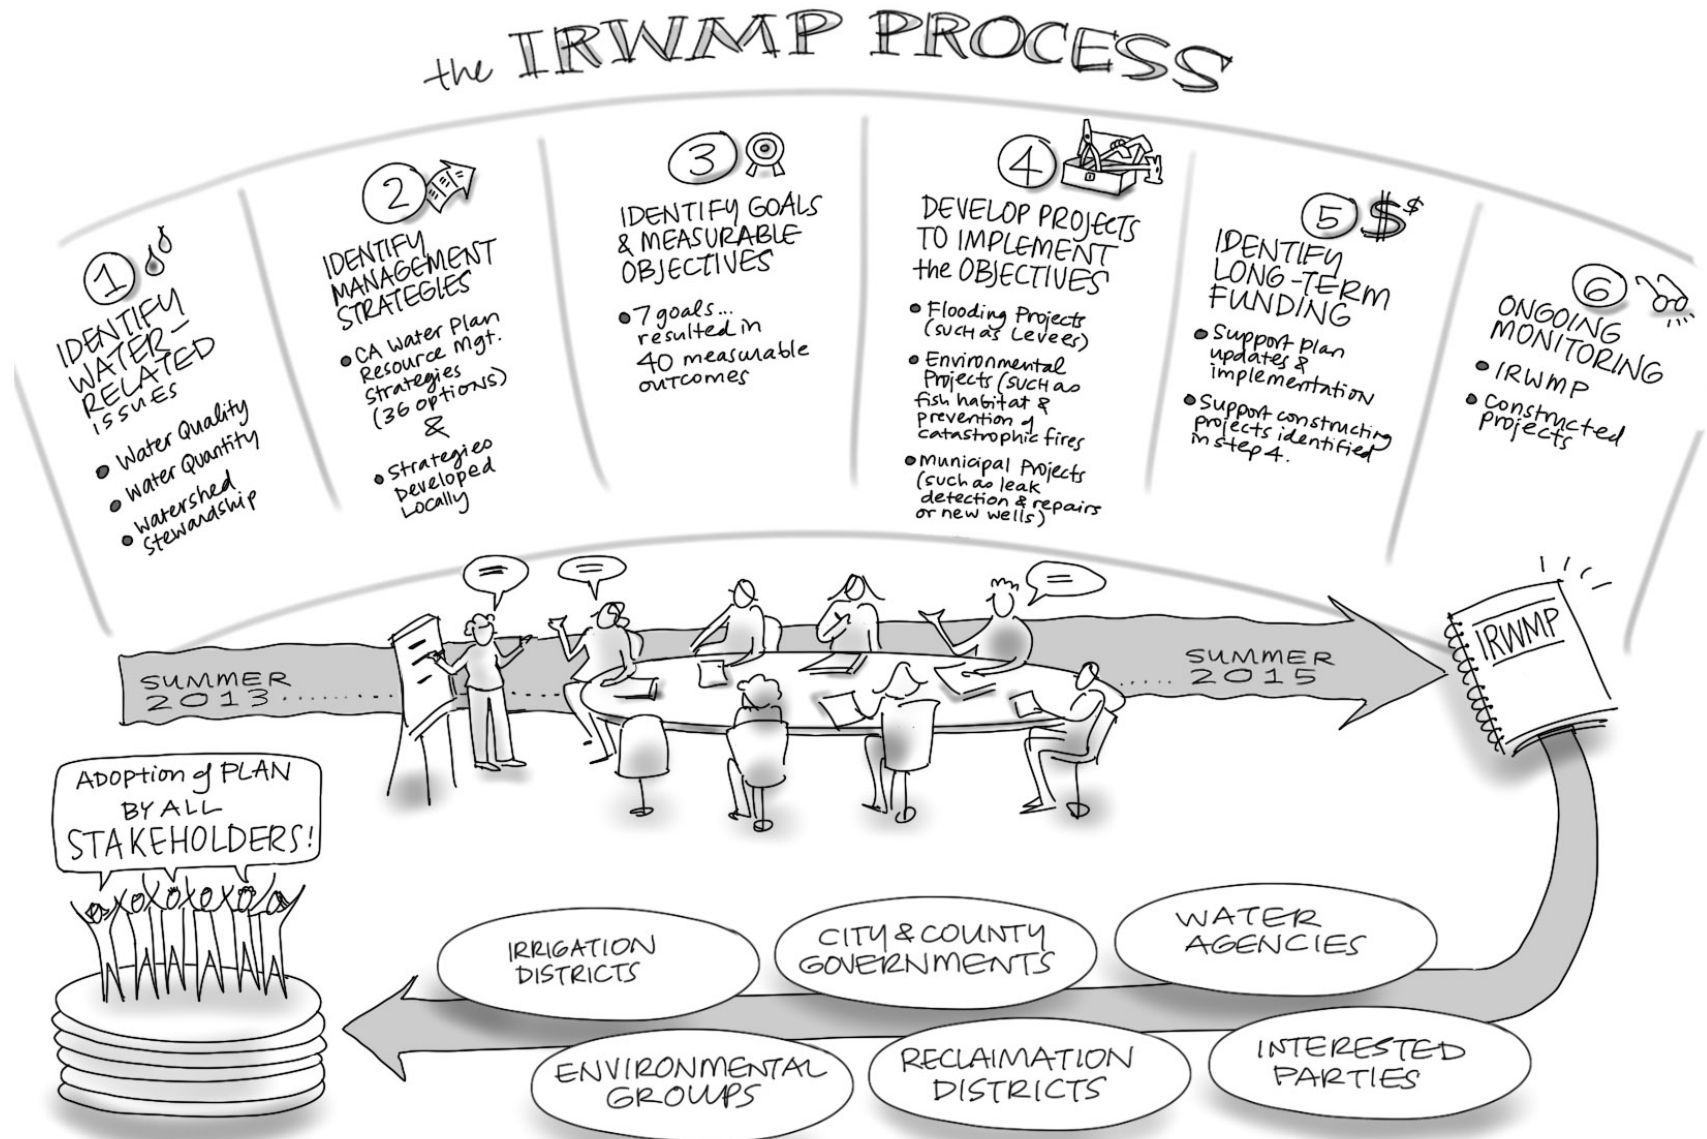 the IRWMP PROCESS
1
IDENTIFY
WATER-
RELATED
ISSUES
• Water Quality
• Water Quantity
• Watershed
Stewardship
2
IDENTIFY
MANAGEMENT
STRATEGIES
• CA Water Plan
Resource Mgt.
Strategies
(36 options)
&
• Strategies
Developed
Locally
3
IDENTIFY GOALS
& MEASURABLE
OBJECTIVES
• 7 goals...
resulted in
40 measurable
outcomes
4
DEVELOP PROJECTS
TO IMPLEMENT
the OBJECTIVES
• Flooding Projects
(such as Levees)
• Environmental
Projects (such as
fish habitat &
prevention of
catastrophic fires
• Municipal Projects
(such as leak
detection & repairs
or new wells)
5
$ $
IDENTIFY
LONG-TERM
FUNDING
• Support Plan
updates &
implementation
• Support constructing
projects identified
in step 4.
6
ONGOING
MONITORING
• IRWMP
• Constructed
Projects
SUMMER
2013
SUMMER
2015
IRWMP
ADOPTION of PLAN
BY ALL
STAKEHOLDERS!
IRRIGATION
DISTRICTS
CITY & COUNTY
GOVERNMENTS
WATER
AGENCIES
ENVIRONMENTAL
GROUPS
RECLAIMATION
DISTRICTS
INTERESTED
PARTIES